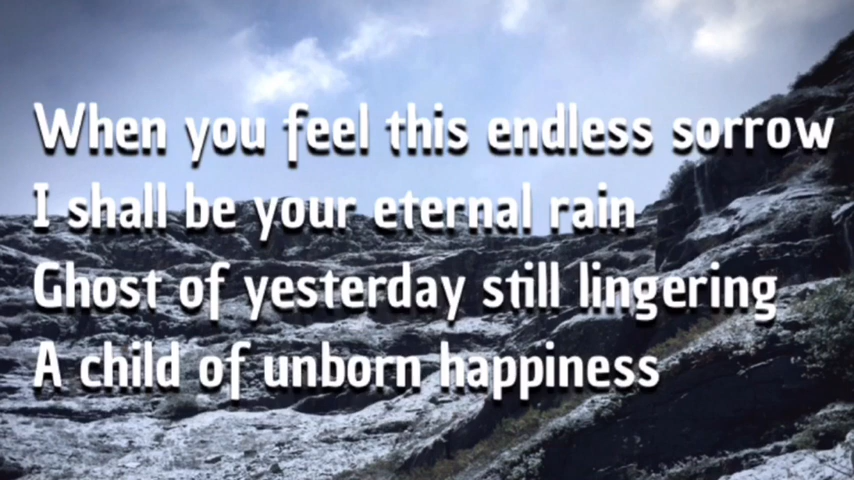 When you feel this endless sorrow
I shall be your eternal rain
Ghost of yesterday still lingering
A child of unborn happiness